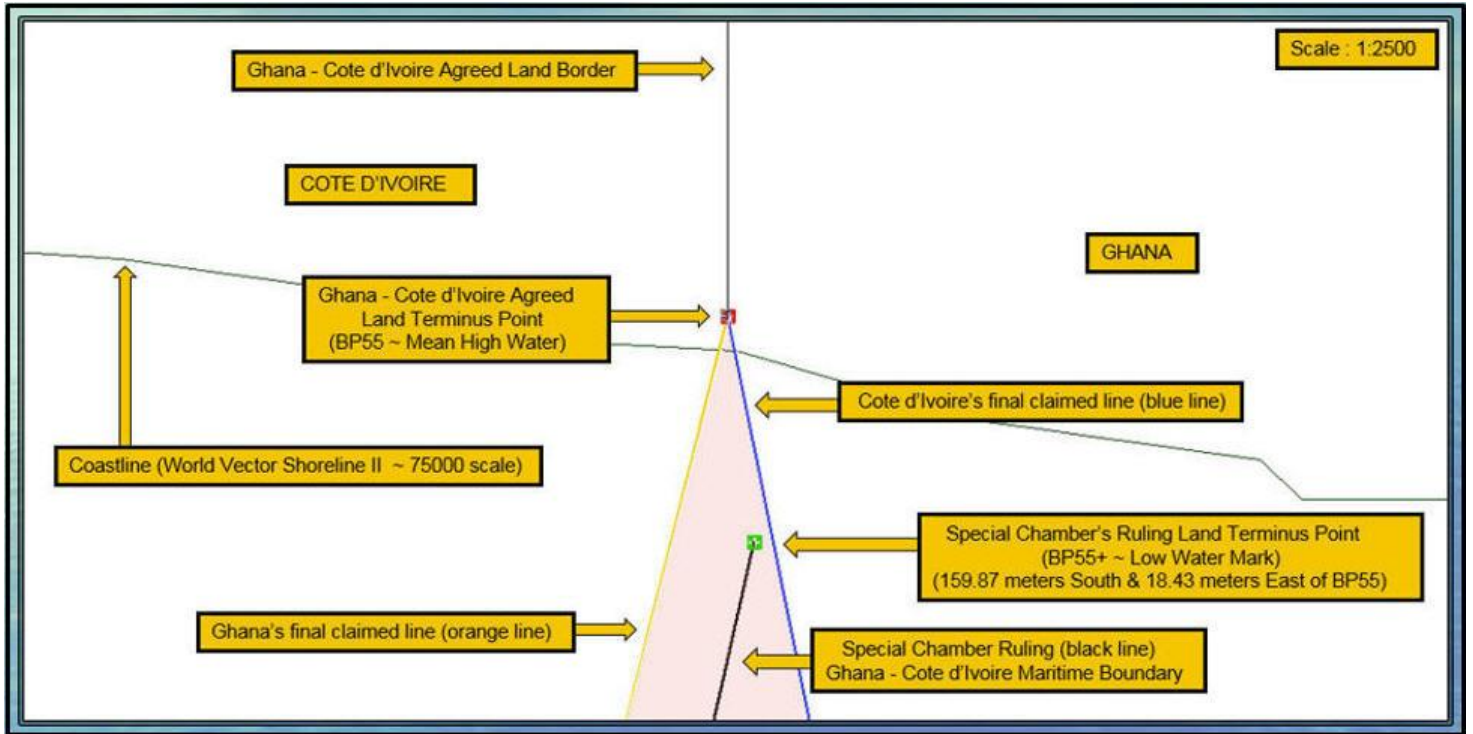 Scale : 1:2500
Ghana - Cote d'Ivoire Agreed Land Border
COTE D'IVOIRE
GHANA
Ghana - Cote d'Ivoire Agreed
Land Terminus Point
(BP55 ~ Mean High Water)
Cote d'Ivoire's final claimed line (blue line)
Coastline (World Vector Shoreline II ~ 75000 scale)
Special Chamber's Ruling Land Terminus Point
(BP55+ ~ Low Water Mark)
(159.87 meters South & 18.43 meters East of BP55)
Ghana's final claimed line (orange line)
Special Chamber Ruling (black line)
Ghana - Cote d'Ivoire Maritime Boundary